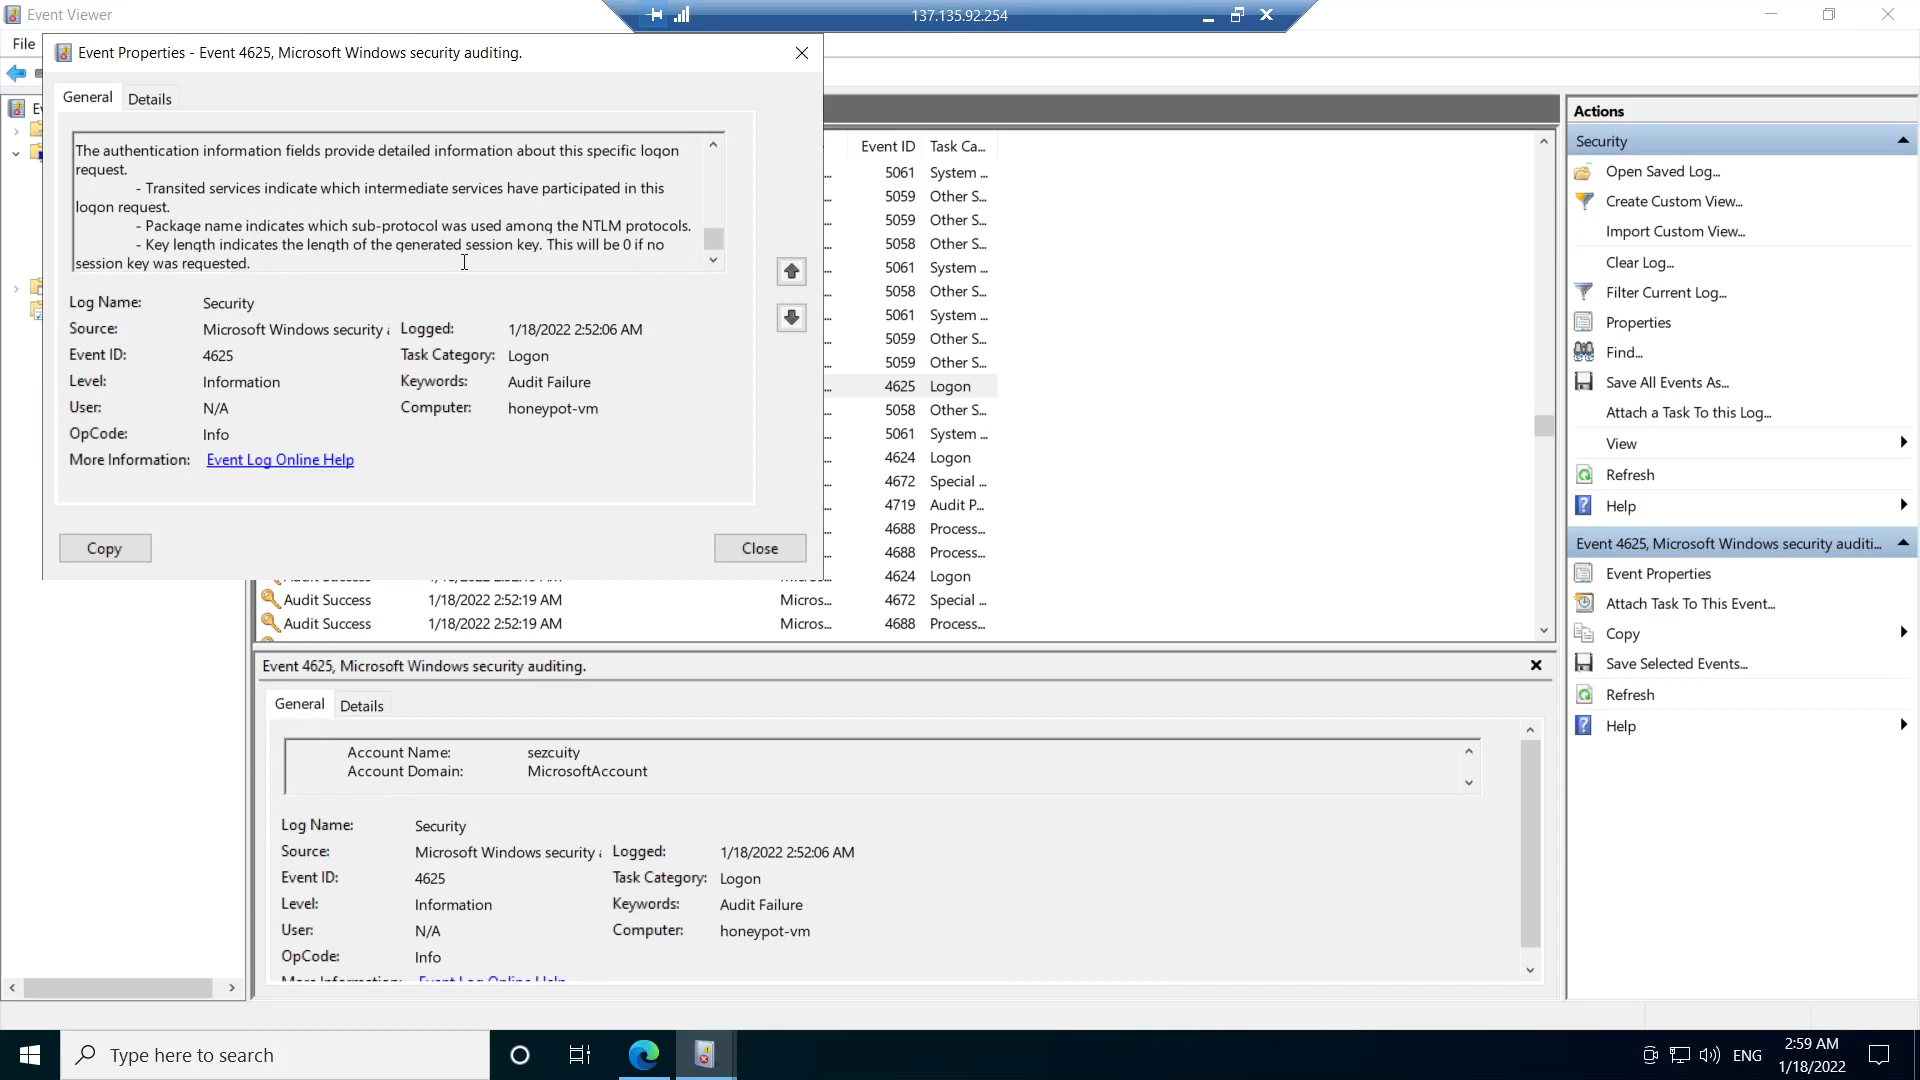 Event Viewer
137.135.92.254
File
Event Properties - Event 4625, Microsoft Windows security auditing.
General
Details
The authentication information fields provide detailed information about this specific logon
request.
- Transited services indicate which intermediate services have participated in this
logon request.
- Package name indicates which sub-protocol was used among the NTLM protocols.
- Key length indicates the length of the generated session key. This will be 0 if no
session key was requested.
Log Name: Security
Source: Microsoft Windows security Logged: 1/18/2022 2:52:06 AM
Event ID: 4625 Task Category: Logon
Level: Information Keywords: Audit Failure
User: N/A Computer: honeypot-vm
OpCode: Info
More Information: Event Log Online Help
Copy
Close
Event ID Task Ca...
5061 System ...
5059 Other S...
5059 Other S...
5058 Other S...
5061 System ...
5058 Other S...
5061 System ...
5058 Other S...
5059 Other S...
4625 Logon
5058 Other S...
5061 System ...
4624 Logon
4672 Special ...
4719 Audit P...
4688 Process...
4688 Process...
4624 Logon
Audit Success 1/18/2022 2:52:19 AM Micros... 4672 Special ...
Audit Success 1/18/2022 2:52:19 AM Micros... 4688 Process...
Event 4625, Microsoft Windows security auditing.
General
Details
Account Name: sezcuity
Account Domain: MicrosoftAccount
Log Name: Security
Source: Microsoft Windows security Logged: 1/18/2022 2:52:06 AM
Event ID: 4625 Task Category: Logon
Level: Information Keywords: Audit Failure
User: N/A Computer: honeypot-vm
OpCode: Info
More Information: Event Log Online Help
Actions
Security
Open Saved Log...
Create Custom View...
Import Custom View...
Clear Log...
Filter Current Log...
Properties
Find...
Save All Events As...
Attach a Task To this Log...
View
Refresh
Help
Event 4625, Microsoft Windows security auditi...
Event Properties
Attach Task To This Event...
Copy
Save Selected Events...
Refresh
Help
Type here to search
ENG
2:59 AM
1/18/2022